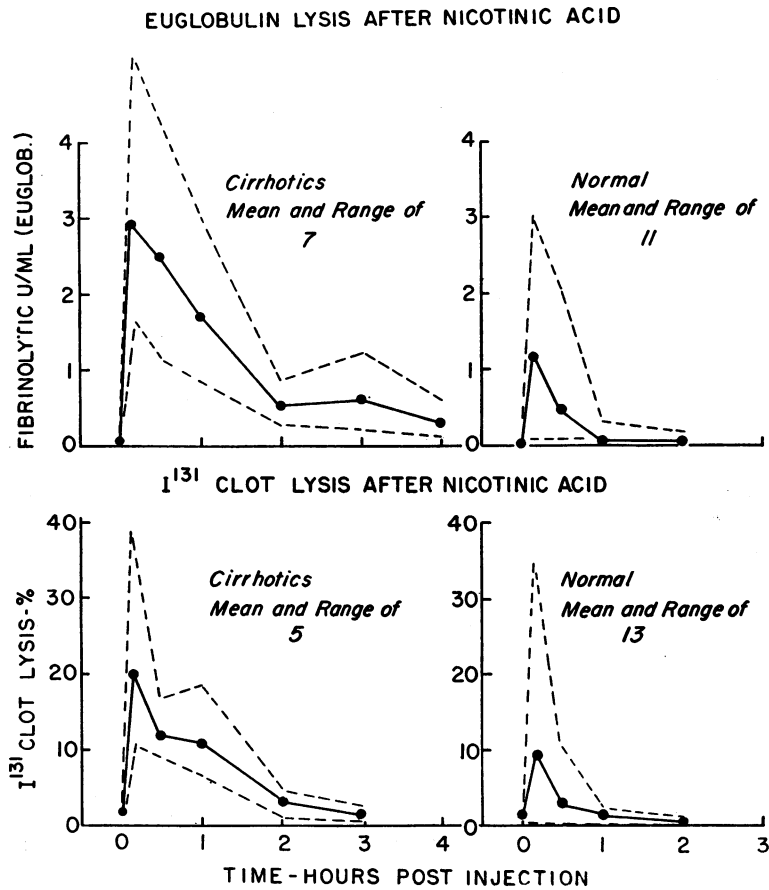 EUGLOBULIN LYSIS AFTER NICOTINIC ACID
FIBRINOLYTIC U/ML (EUGLOB.)
4
3
2
1
0
Cirrhotics
Mean and Range of
7
4
3
2
1
0
Normal
Mean and Range of
11
I131 CLOT LYSIS AFTER NICOTINIC ACID
I131 CLOT LYSIS-%
40
30
20
10
0
Cirrhotics
Mean and Range of
5
40
30
20
10
0
Normal
Mean and Range of
13
0 1 2 3 4
0 1 2 3
TIME-HOURS POST INJECTION